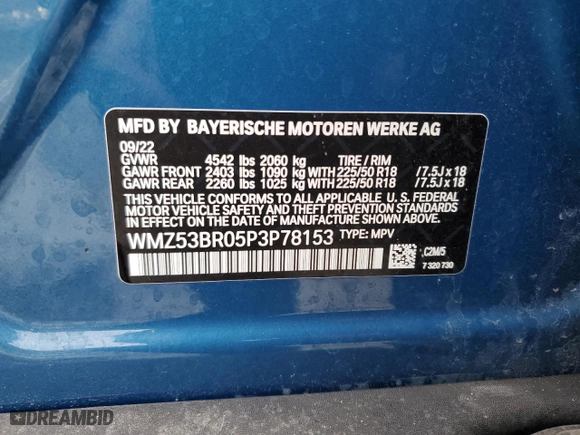 MFD BY BAYERISCHE MOTOREN WERKE AG
09/22
GVWR 4542 lbs 2060 kg TIRE / RIM
GAWR FRONT 2403 lbs 1090 kg WITH 225/50 R18 /7.5J x 18
GAWR REAR 2260 lbs 1025 kg WITH 225/50 R18 /7.5J x 18
THIS VEHICLE CONFORMS TO ALL APPLICABLE U. S. FEDERAL
MOTOR VEHICLE SAFETY AND THEFT PREVENTION STANDARDS
IN EFFECT ON THE DATE OF MANUFACTURE SHOWN ABOVE.
WMZ53BR05P3P78153 TYPE: MPV
C2M/5
7 320 730
DREAMBID